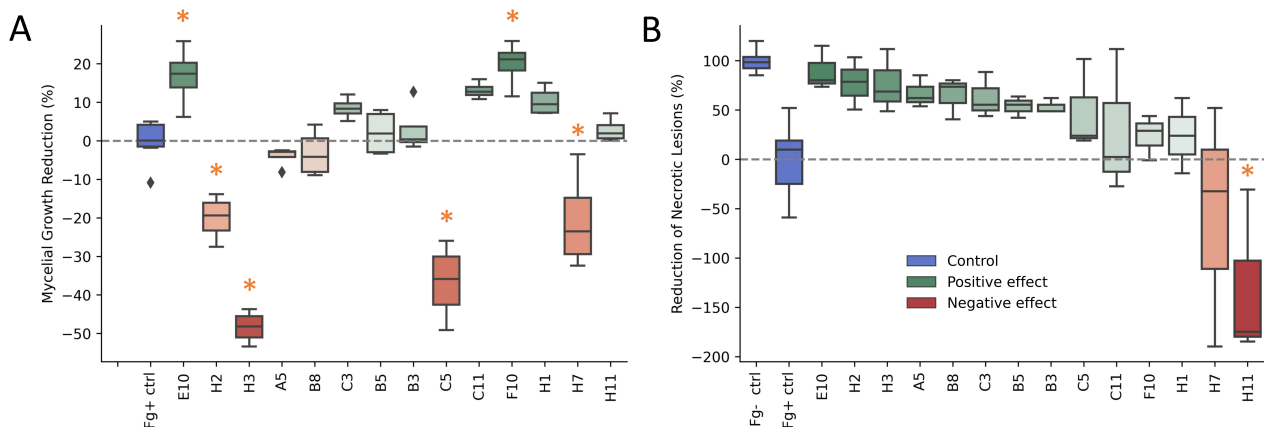 A
Mycelial Growth Reduction (%)
20
10
0
−10
−20
−30
−40
−50
*
*
*
*
*
*
Fg+ ctrl
E10
H2
H3
A5
B8
C3
B5
B3
C5
C11
F10
H1
H7
H11
B
Reduction of Necrotic Lesions (%)
100
50
0
−50
−100
−150
−200
*
Control
Positive effect
Negative effect
Fg- ctrl
Fg+ ctrl
E10
H2
H3
A5
B8
C3
B5
B3
C5
C11
F10
H1
H7
H11